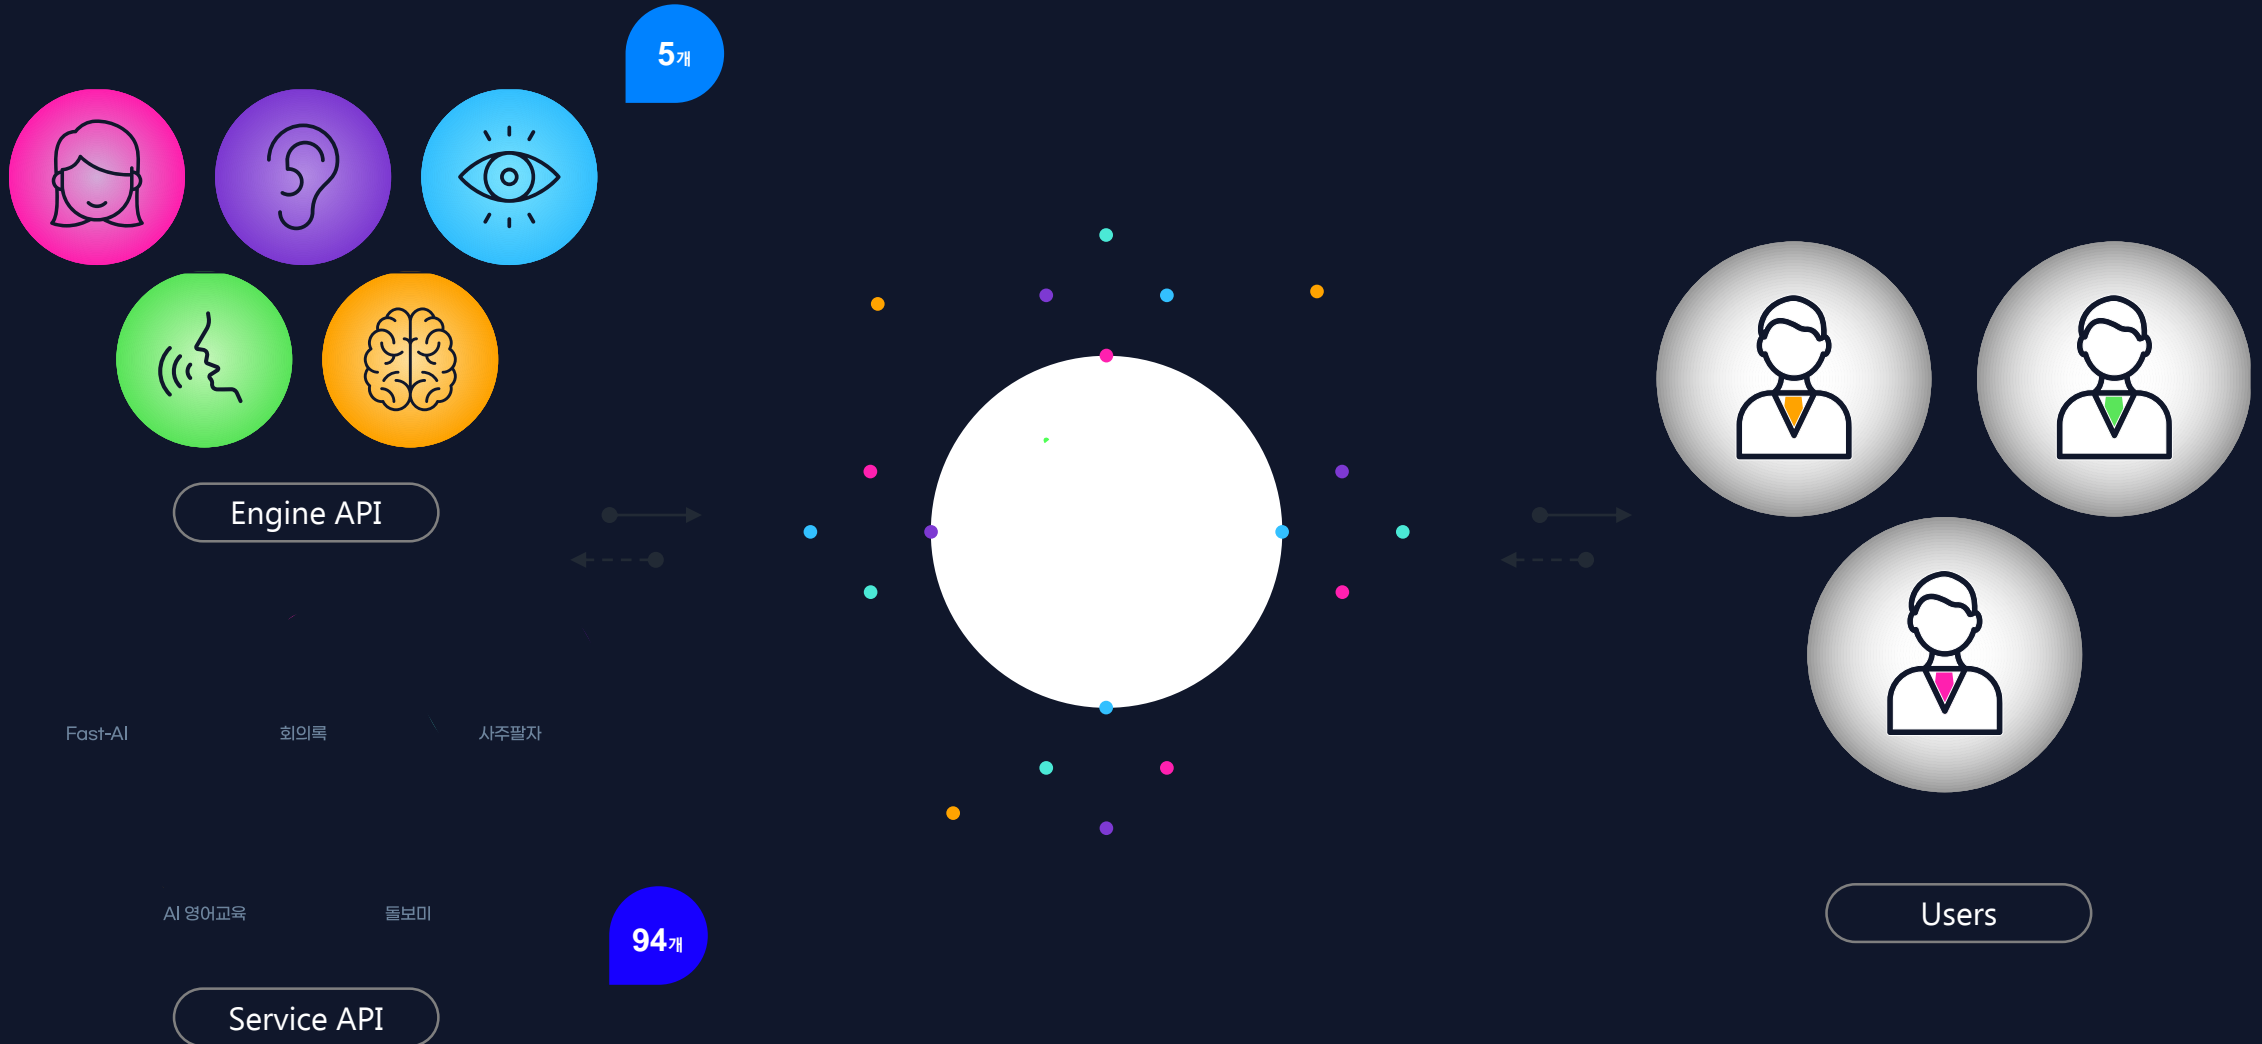 5개
Engine API
Fast-AI
회의록
사주팔자
AI 영어교육
돌보미
94개
Service API
Users